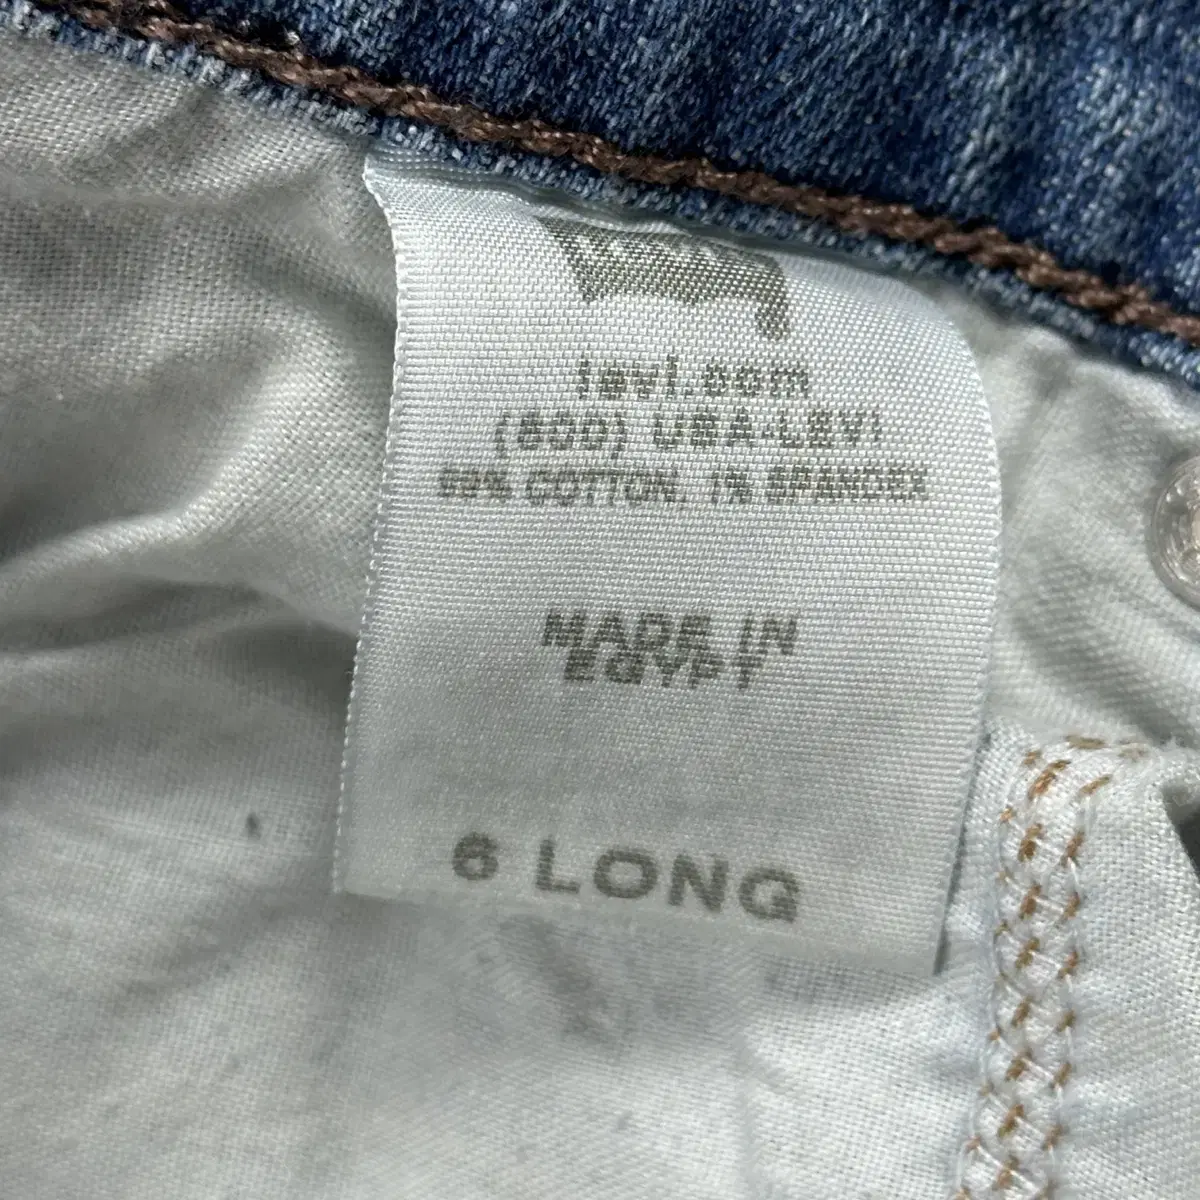 levi.com
(800) USA-LEVI
99% COTTON, 1% SPANDEX
MADE IN
EGYPT
6 LONG